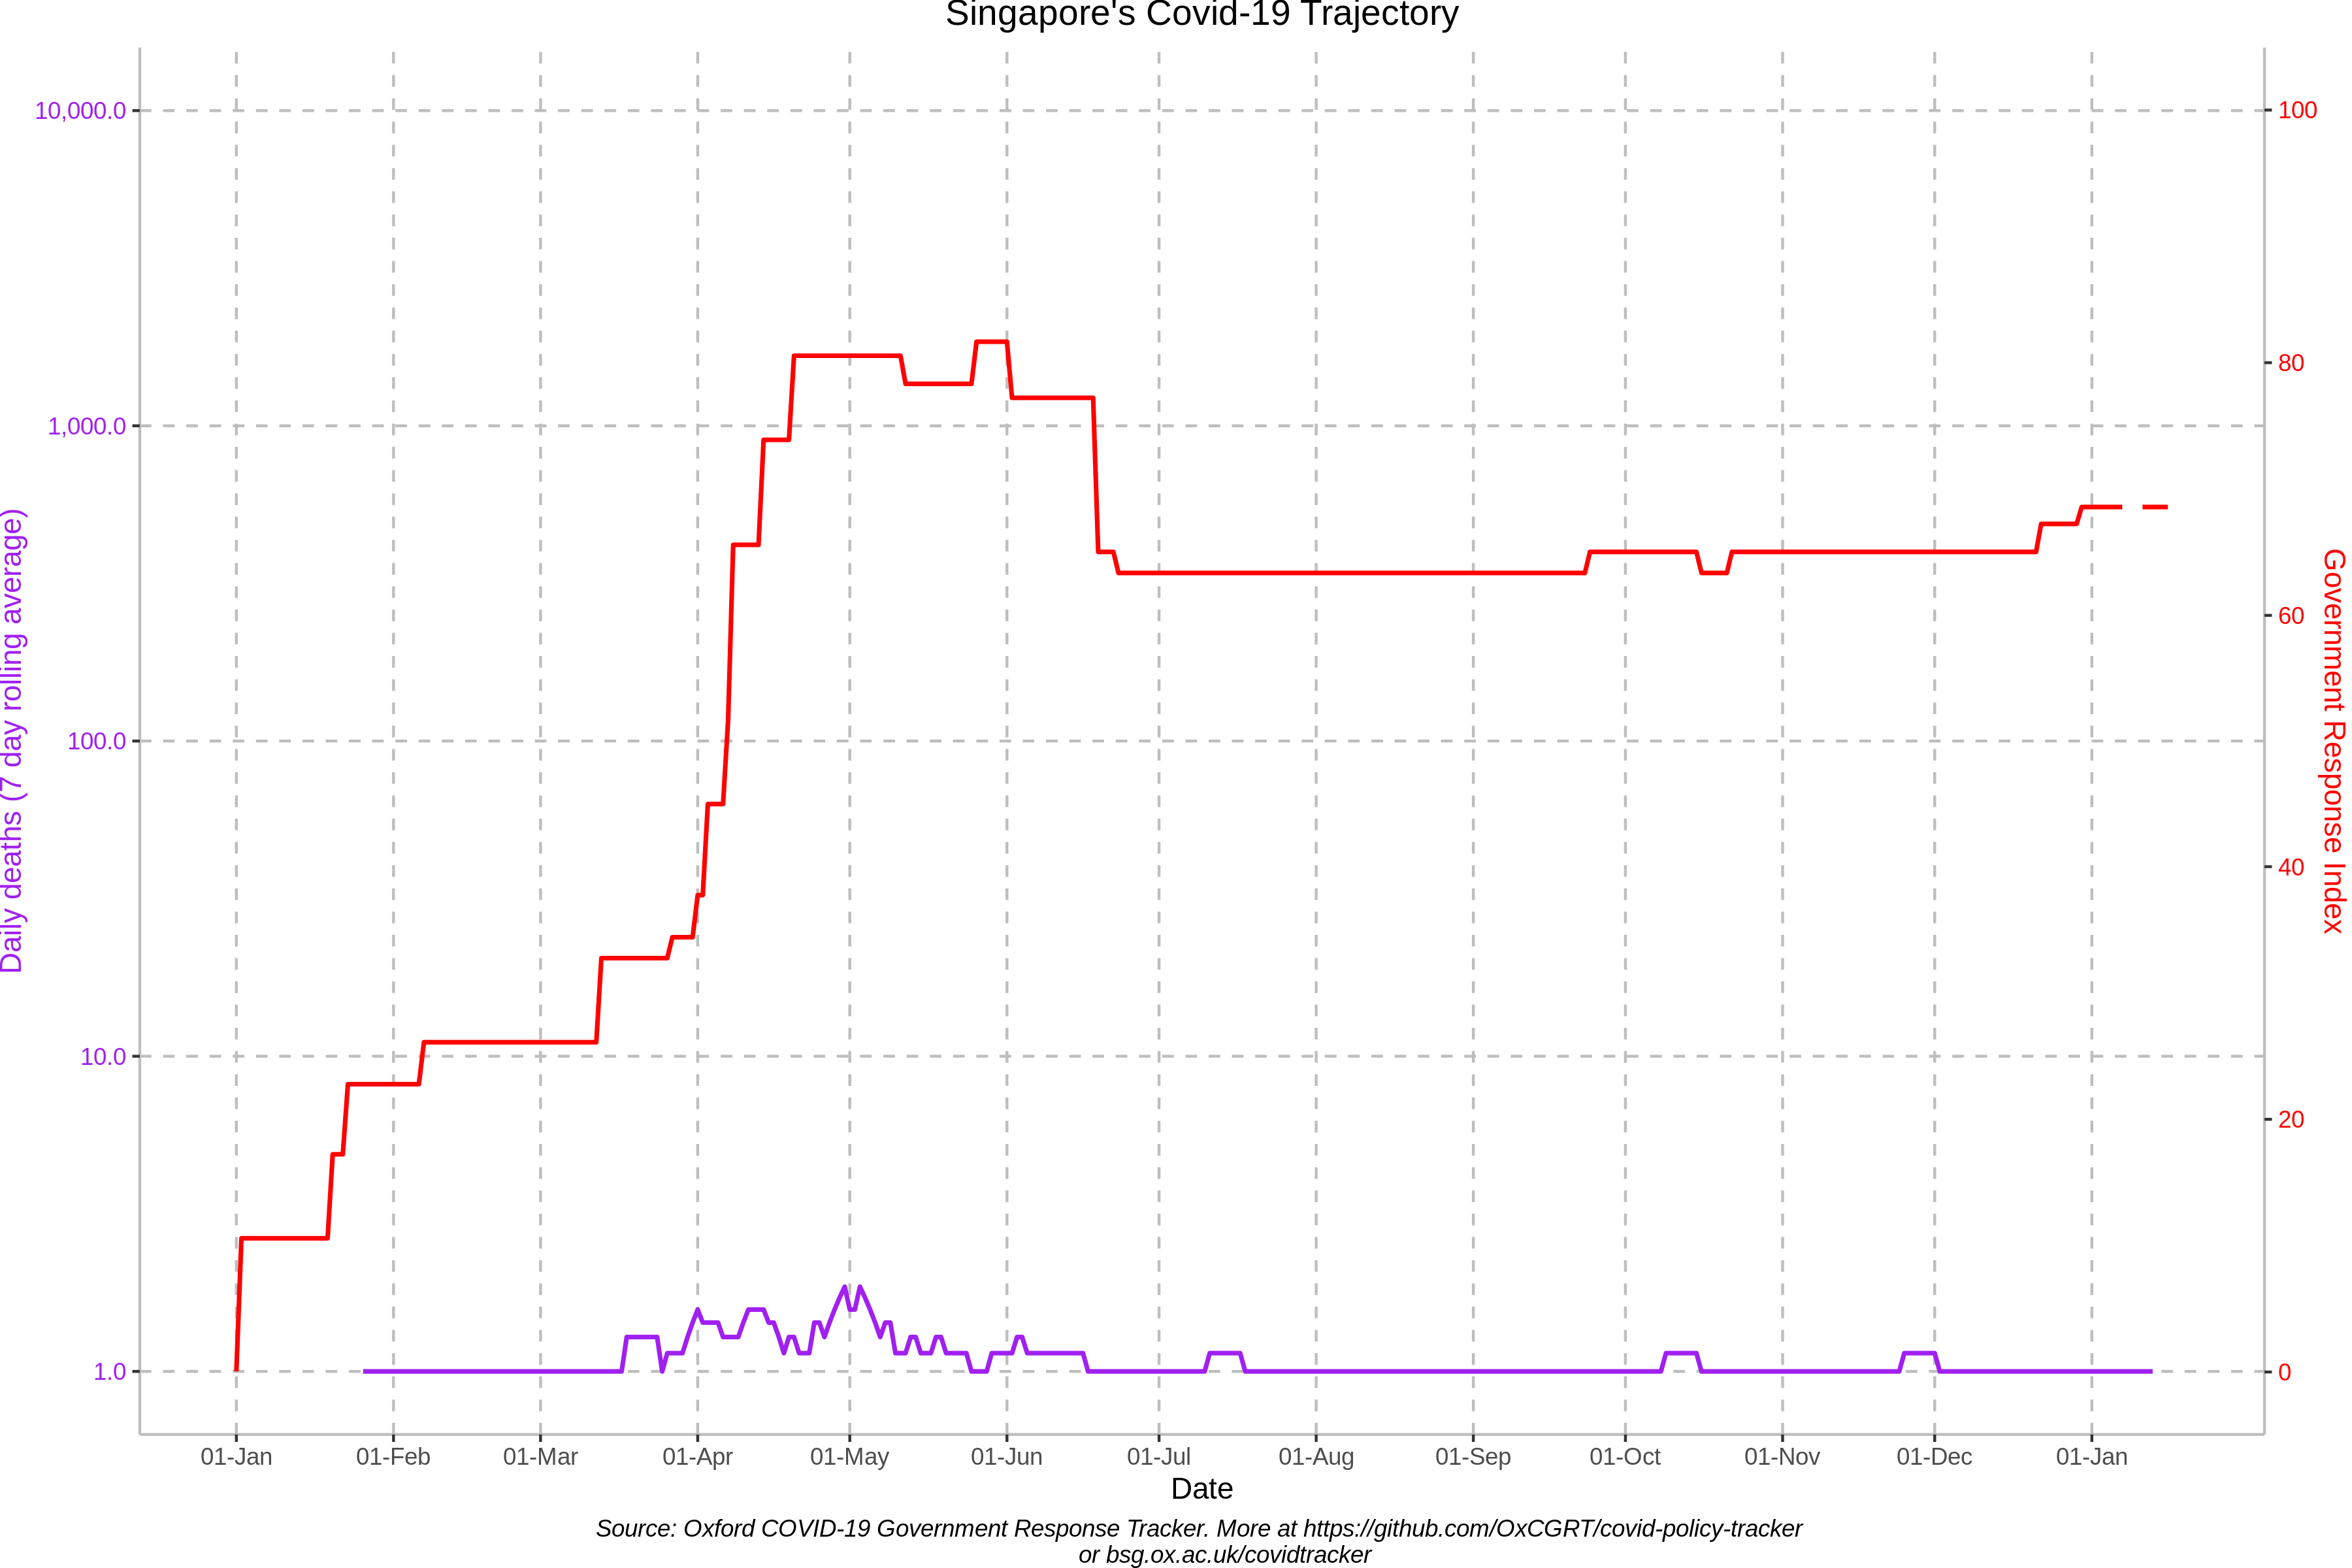 Singapore's Covid-19 Trajectory
10,000.0
1,000.0
100.0
10.0
1.0
Daily deaths (7 day rolling average)
100
80
60
40
20
0
Government Response Index
01-Jan 01-Feb 01-Mar 01-Apr 01-May 01-Jun 01-Jul 01-Aug 01-Sep 01-Oct 01-Nov 01-Dec 01-Jan
Date
Source: Oxford COVID-19 Government Response Tracker. More at https://github.com/OxCGRT/covid-policy-tracker
or bsg.ox.ac.uk/covidtracker